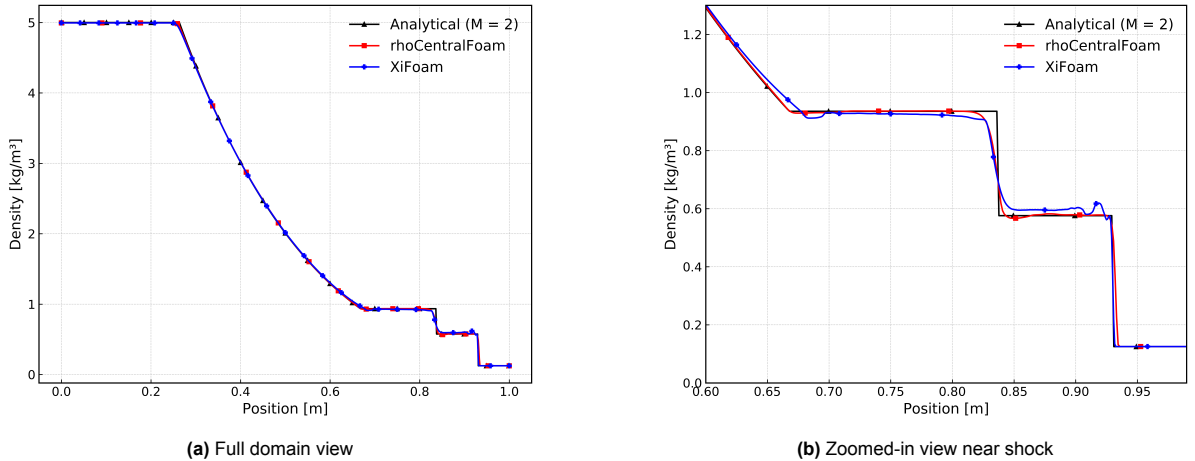 Analytical (M = 2)
rhoCentralFoam
XiFoam
Density [kg/m³]
5
4
3
2
1
0
0.0 0.2 0.4 0.6 0.8 1.0
Position [m]
(a) Full domain view
Analytical (M = 2)
rhoCentralFoam
XiFoam
Density [kg/m³]
1.2
1.0
0.8
0.6
0.4
0.2
0.0
0.60 0.65 0.70 0.75 0.80 0.85 0.90 0.95
Position [m]
(b) Zoomed-in view near shock